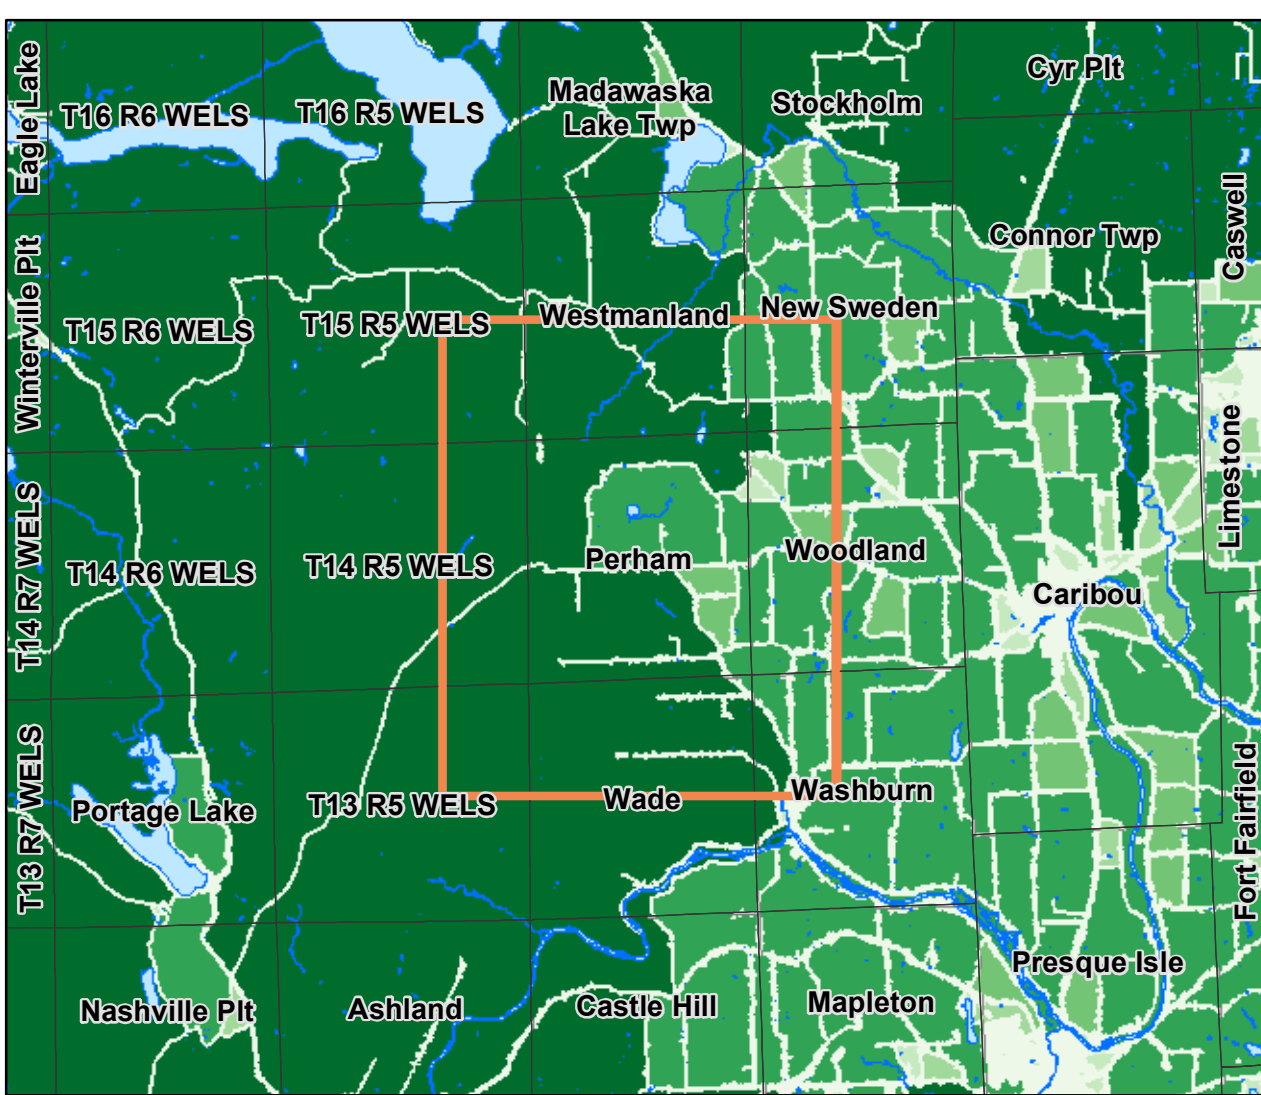 Eagle Lake
T16 R6 WELS
T16 R5 WELS
Madawaska
Lake Twp
Stockholm
Cyr Plt
Caswell
Winterville Plt
T15 R6 WELS
T15 R5 WELS
Westmanland
New Sweden
Connor Twp
Limestone
T14 R7 WELS
T14 R6 WELS
T14 R5 WELS
Perham
Woodland
Caribou
T13 R7 WELS
Portage Lake
T13 R5 WELS
Wade
Washburn
Fort Fairfield
Nashville Plt
Ashland
Castle Hill
Mapleton
Presque Isle